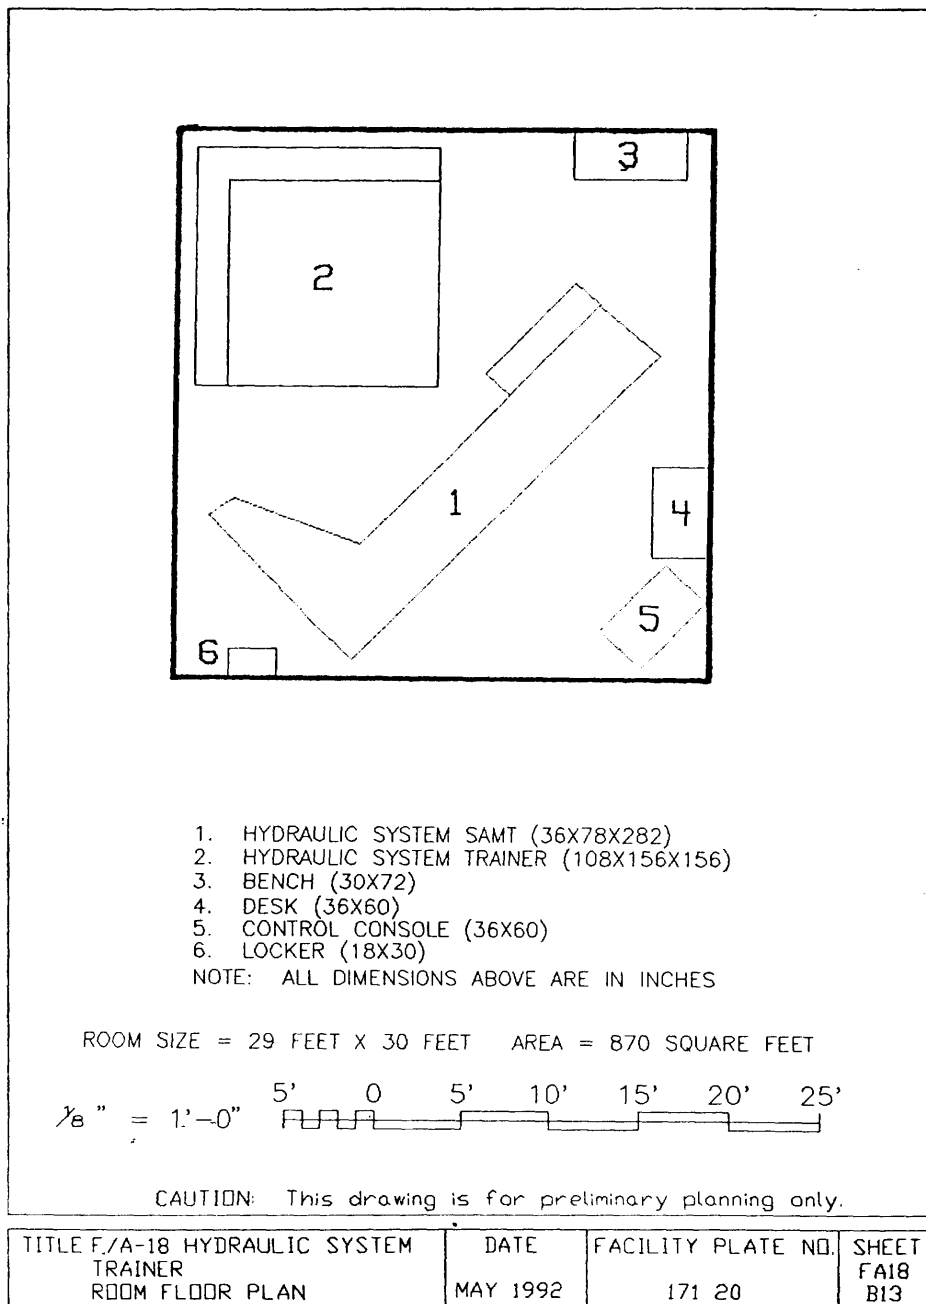 3
2
1
4
5
6
1. HYDRAULIC SYSTEM SAMT (36X78X282)
2. HYDRAULIC SYSTEM TRAINER (108X156X156)
3. BENCH (30X72)
4. DESK (36X60)
5. CONTROL CONSOLE (36X60)
6. LOCKER (18X30)
NOTE: ALL DIMENSIONS ABOVE ARE IN INCHES
ROOM SIZE = 29 FEET X 30 FEET AREA = 870 SQUARE FEET
5' 0 5' 10' 15' 20' 25'
1/8 " = 1'-0"
CAUTION: This drawing is for preliminary planning only.
TITLE F/A-18 HYDRAULIC SYSTEM
TRAINER
ROOM FLOOR PLAN
DATE
MAY 1992
FACILITY PLATE NO.
171 20
SHEET
FA18
B13